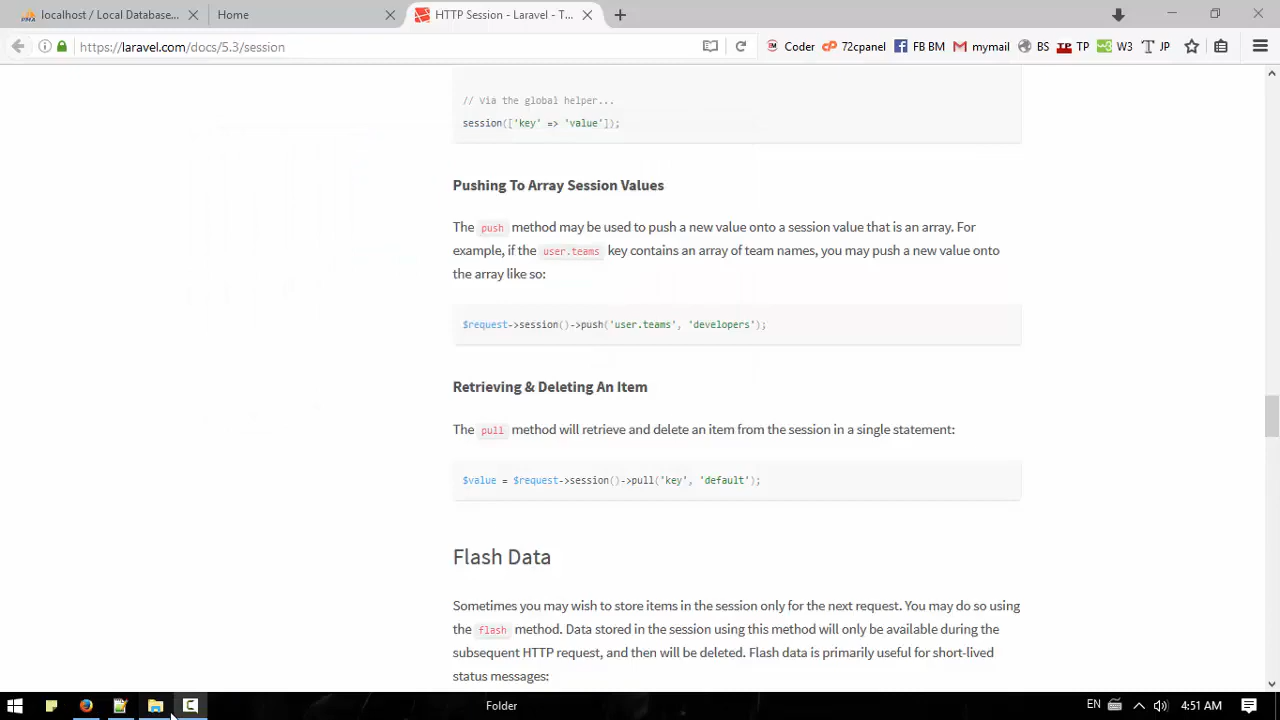 localhost / Local Database...
Home
HTTP Session - Laravel - T...
https://laravel.com/docs/5.3/session
Coder
72cpanel
FB BM
mymail
BS
TP
W3
JP
// via the global helper...
session(['key' => 'value']);
Pushing To Array Session Values
The push method may be used to push a new value onto a session value that is an array. For
example, if the user.teams key contains an array of team names, you may push a new value onto
the array like so:
$request->session()->push('user.teams', 'developers');
Retrieving & Deleting An Item
The pull method will retrieve and delete an item from the session in a single statement:
$value = $request->session()->pull('key', 'default');
Flash Data
Sometimes you may wish to store items in the session only for the next request. You may do so using
the flash method. Data stored in the session using this method will only be available during the
subsequent HTTP request, and then will be deleted. Flash data is primarily useful for short-lived
status messages:
Folder
EN
4:51 AM